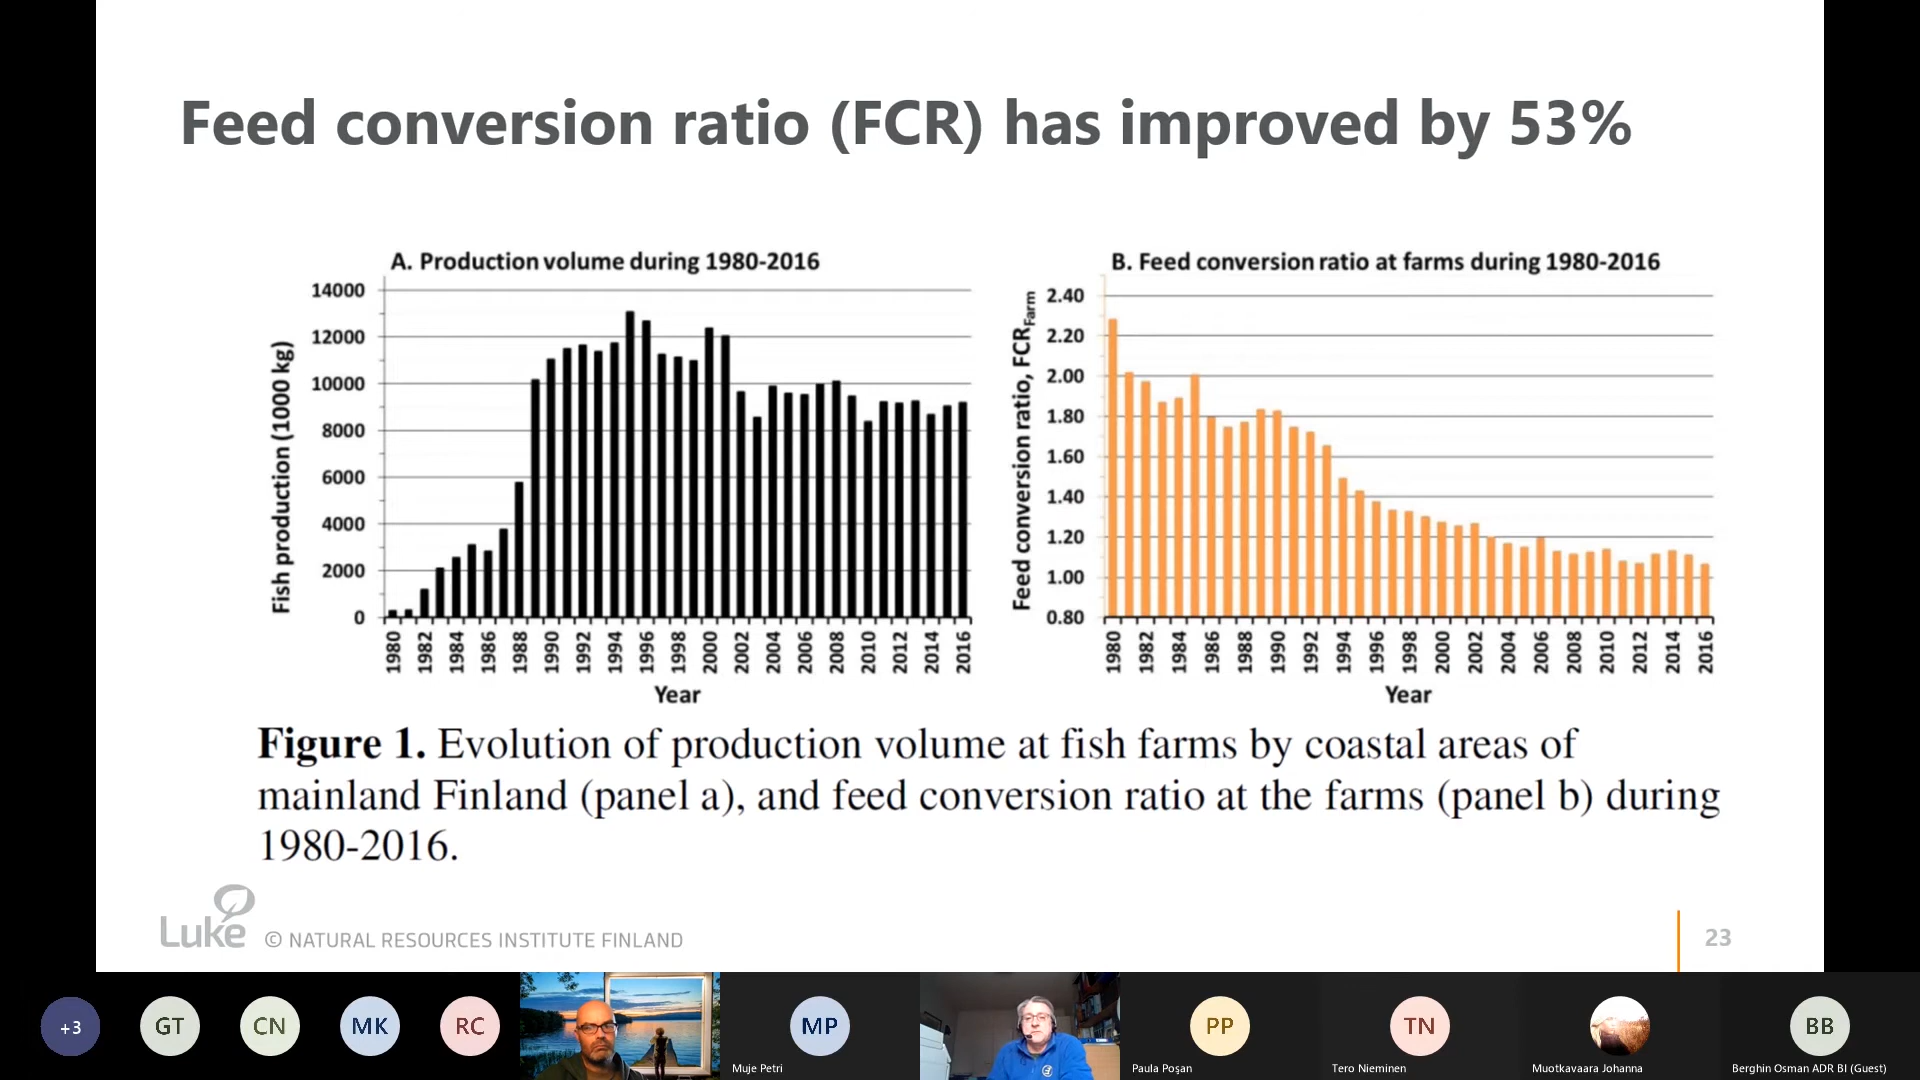 Feed conversion ratio (FCR) has improved by 53%
A. Production volume during 1980-2016
Fish production (1000 kg)
14000
12000
10000
8000
6000
4000
2000
0
1980
1982
1984
1986
1988
1990
1992
1994
1996
1998
2000
2002
2004
2006
2008
2010
2012
2014
2016
Year
B. Feed conversion ratio at farms during 1980-2016
Feed conversion ratio, FCRFarm
2.40
2.20
2.00
1.80
1.60
1.40
1.20
1.00
0.80
1980
1982
1984
1986
1988
1990
1992
1994
1996
1998
2000
2002
2004
2006
2008
2010
2012
2014
2016
Year
Figure 1. Evolution of production volume at fish farms by coastal areas of
mainland Finland (panel a), and feed conversion ratio at the farms (panel b) during
1980-2016.
Luke
© NATURAL RESOURCES INSTITUTE FINLAND
23
+3
GT
CN
MK
RC
MP
Muje Petri
PP
Paula Poşan
TN
Tero Nieminen
Muotkavaara Johanna
BB
Berghin Osman ADR BI (Guest)